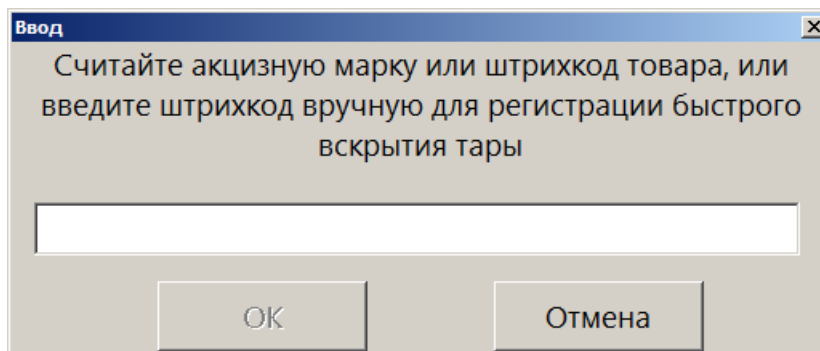 Ввод
Считайте акцизную марку или штрихкод товара, или
введите штрихкод вручную для регистрации быстрого
вскрытия тары
OK
Отмена